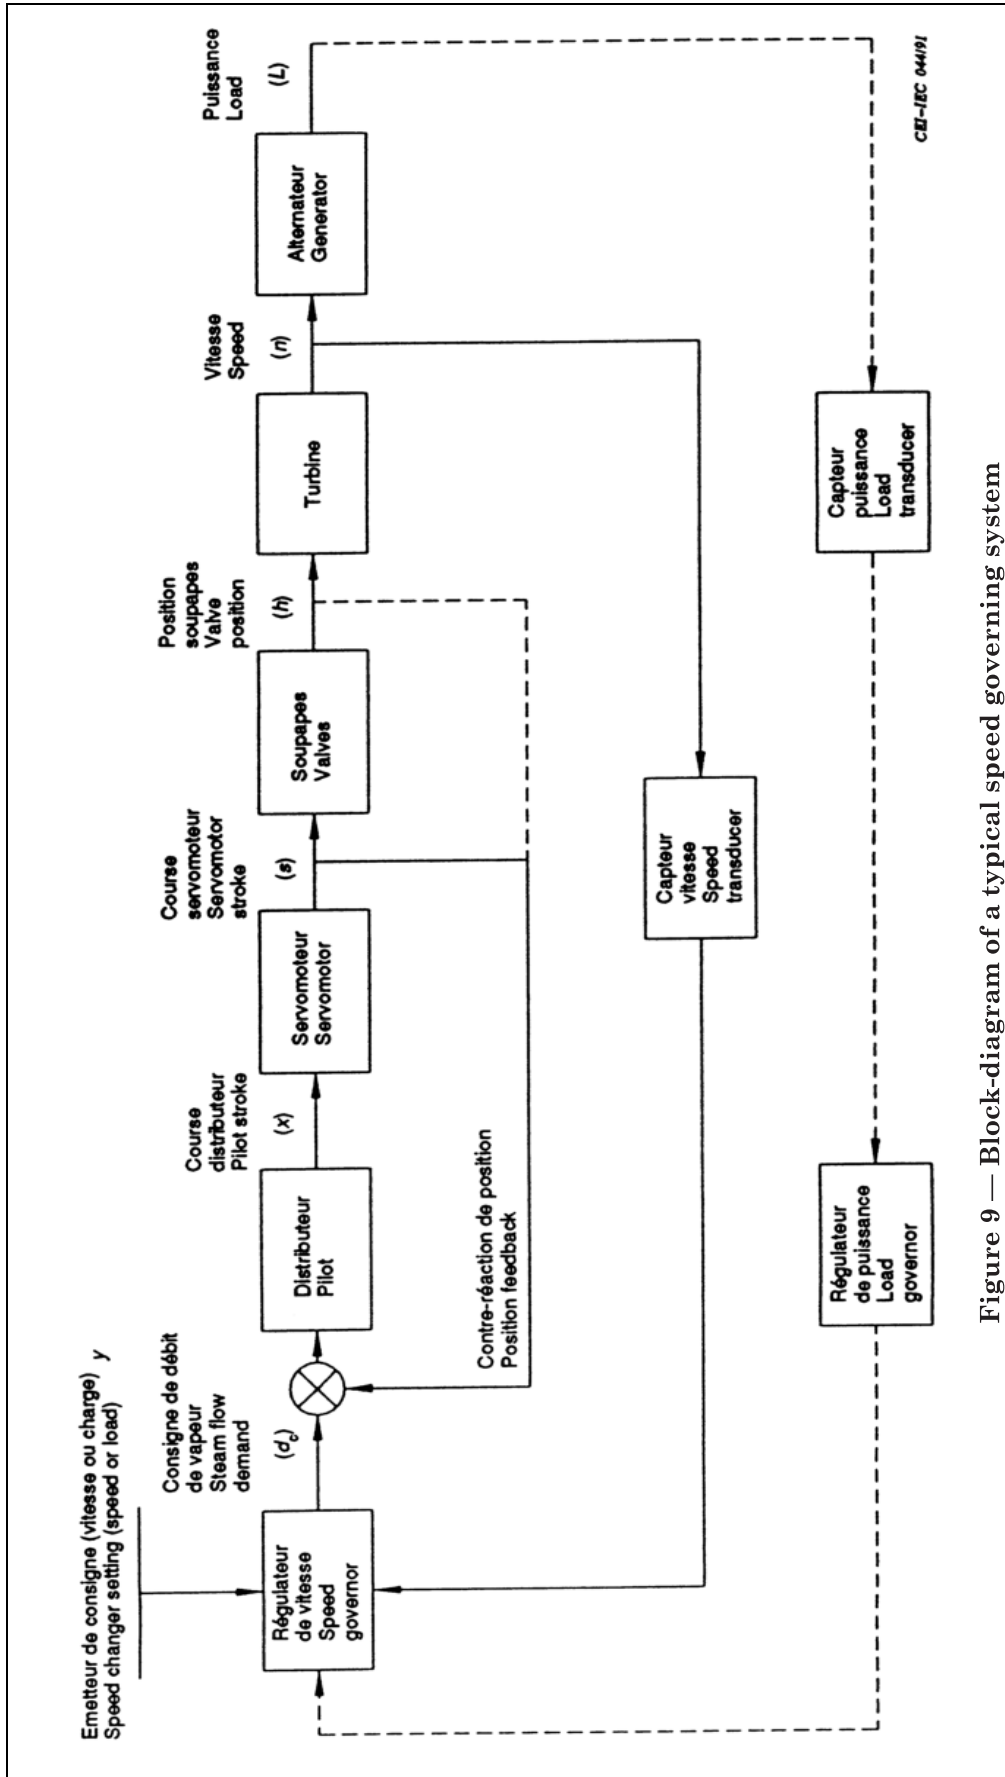 Emetteur de consigne (vitesse ou charge) y
Speed changer setting (speed or load)
Régulateur
de vitesse
Speed
governor
Consigne de débit
de vapeur
Steam flow
demand
(dc)
Distributeur
Pilot
Course
distributeur
Pilot stroke
(x)
Servomoteur
Servomotor
Course
servomoteur
Servomotor
stroke
(s)
Soupapes
Valves
Position
soupapes
Valve
position
(h)
Turbine
Vitesse
Speed
(n)
Alternateur
Generator
Puissance
Load
(L)
Contre-réaction de position
Position feedback
Capteur
vitesse
Speed
transducer
Régulateur
de puissance
Load
governor
Capteur
puissance
Load
transducer
CEI-IEC 044/91
Figure 9 — Block-diagram of a typical speed governing system